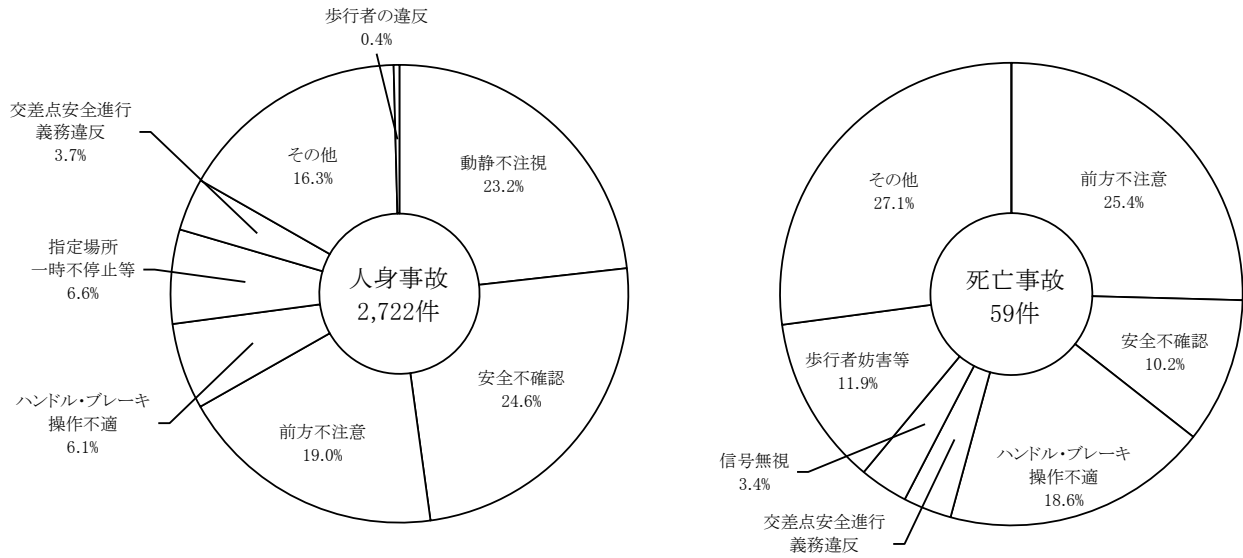 歩行者の違反
0.4%
動静不注視
23.2%
安全不確認
24.6%
前方不注意
19.0%
ハンドル・ブレーキ
操作不適
6.1%
指定場所
一時不停止等
6.6%
交差点安全進行
義務違反
3.7%
その他
16.3%
人身事故
2,722件
前方不注意
25.4%
安全不確認
10.2%
ハンドル・ブレーキ
操作不適
18.6%
交差点安全進行
義務違反
信号無視
3.4%
歩行者妨害等
11.9%
その他
27.1%
死亡事故
59件